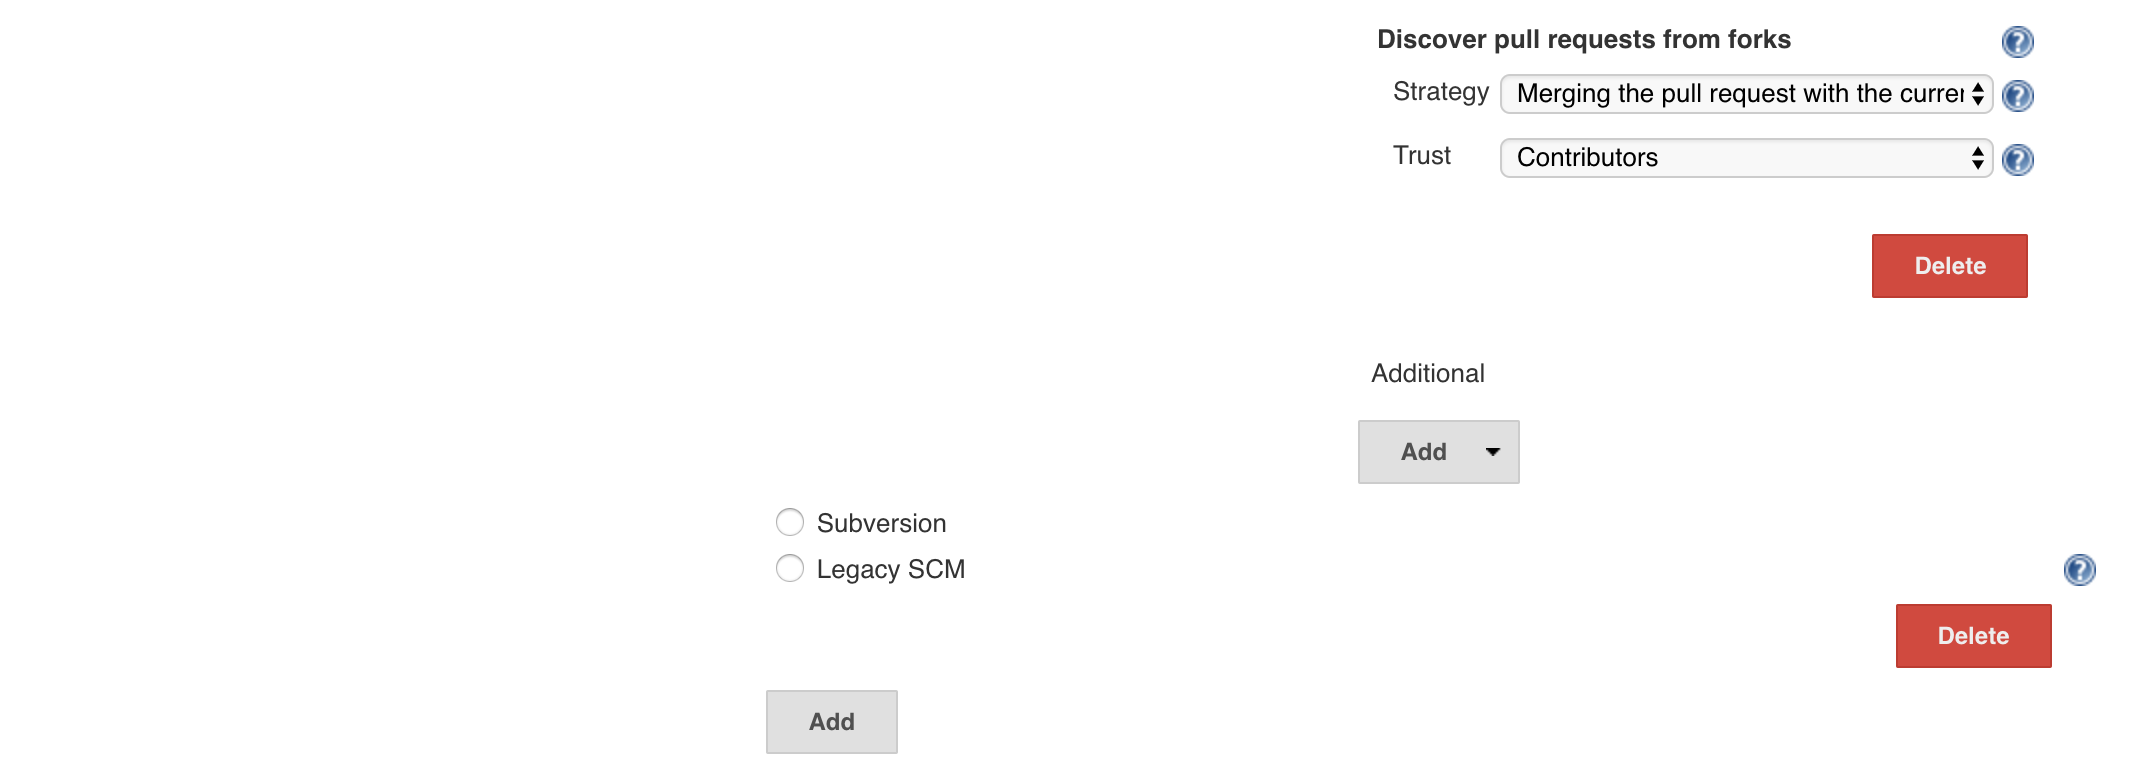 Discover pull requests from forks
Strategy Merging the pull request with the currer
Trust Contributors
Delete
Additional
Add
Subversion
Legacy SCM
Delete
Add